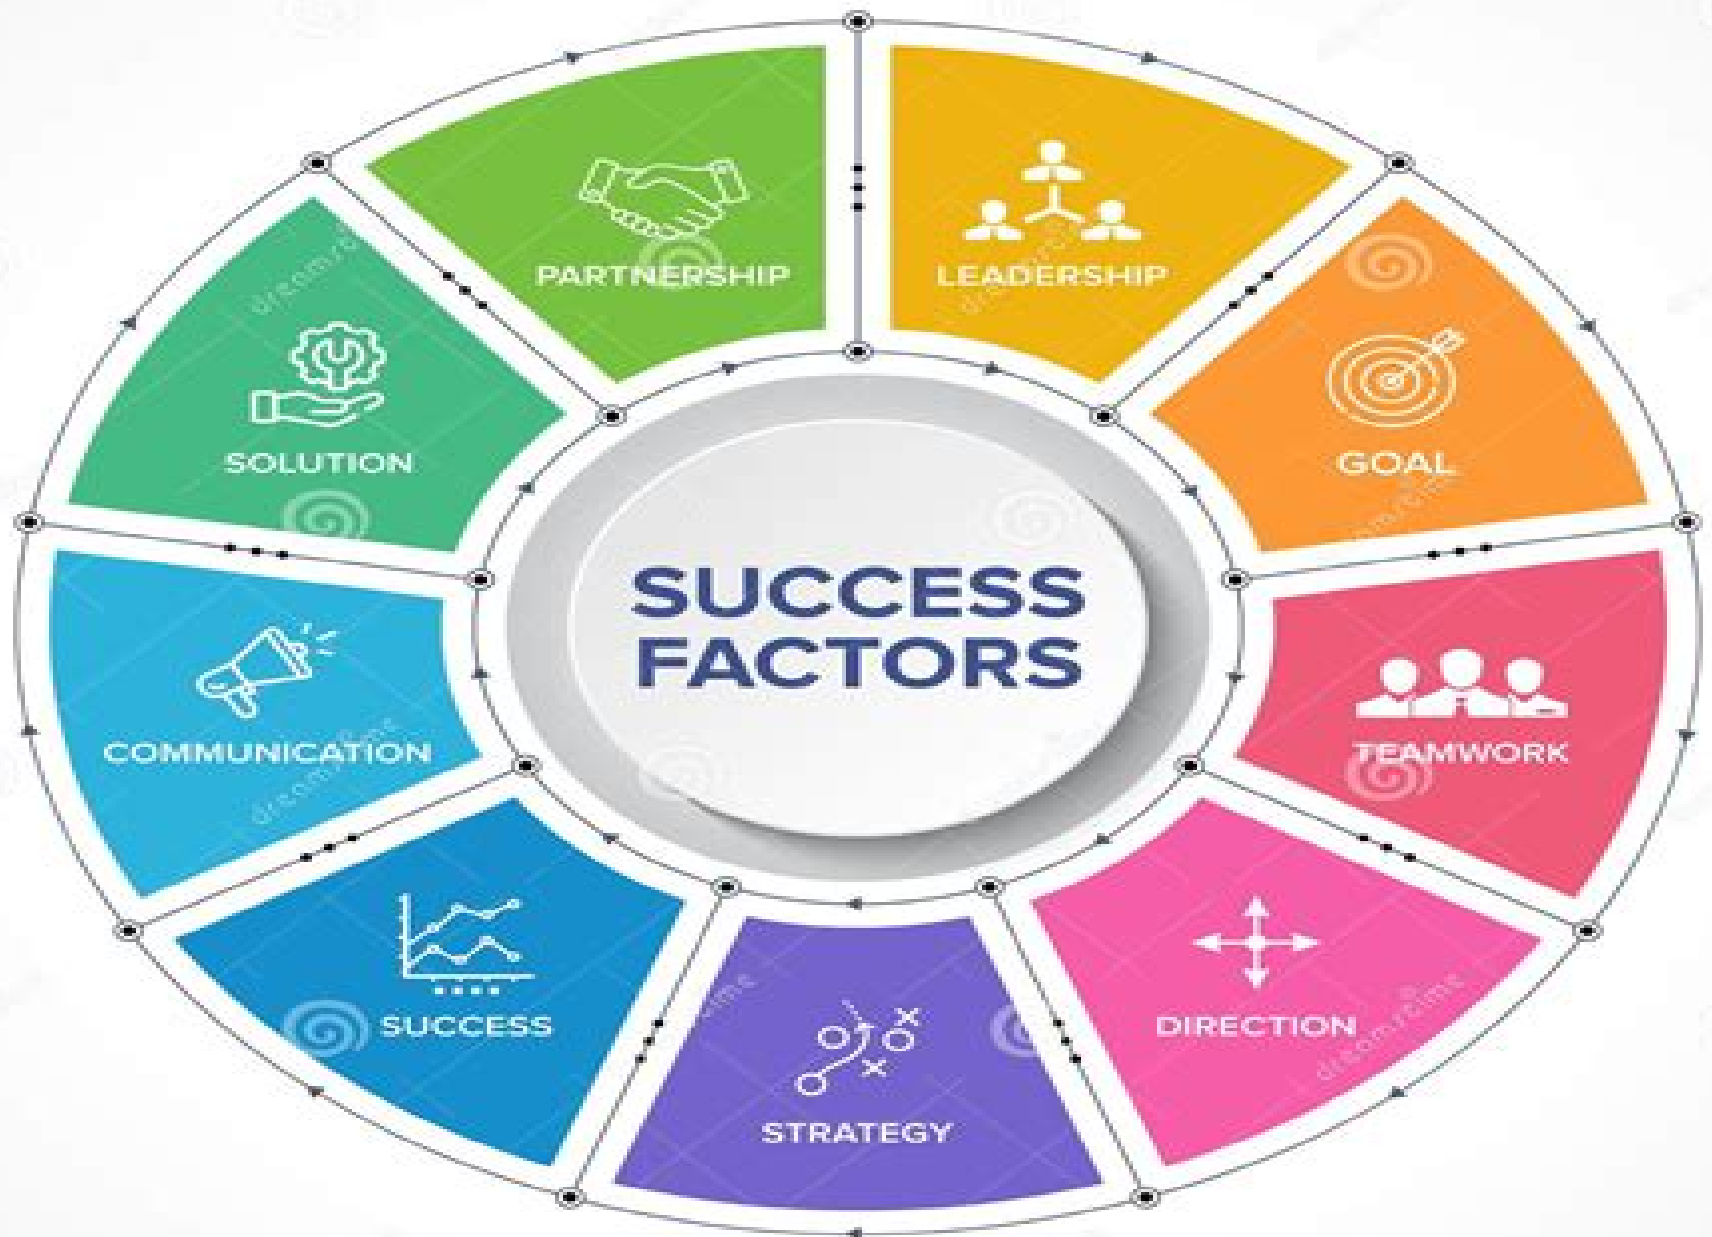 SUCCESS
FACTORS
LEADERSHIP
GOAL
TEAMWORK
DIRECTION
STRATEGY
SUCCESS
COMMUNICATION
SOLUTION
PARTNERSHIP